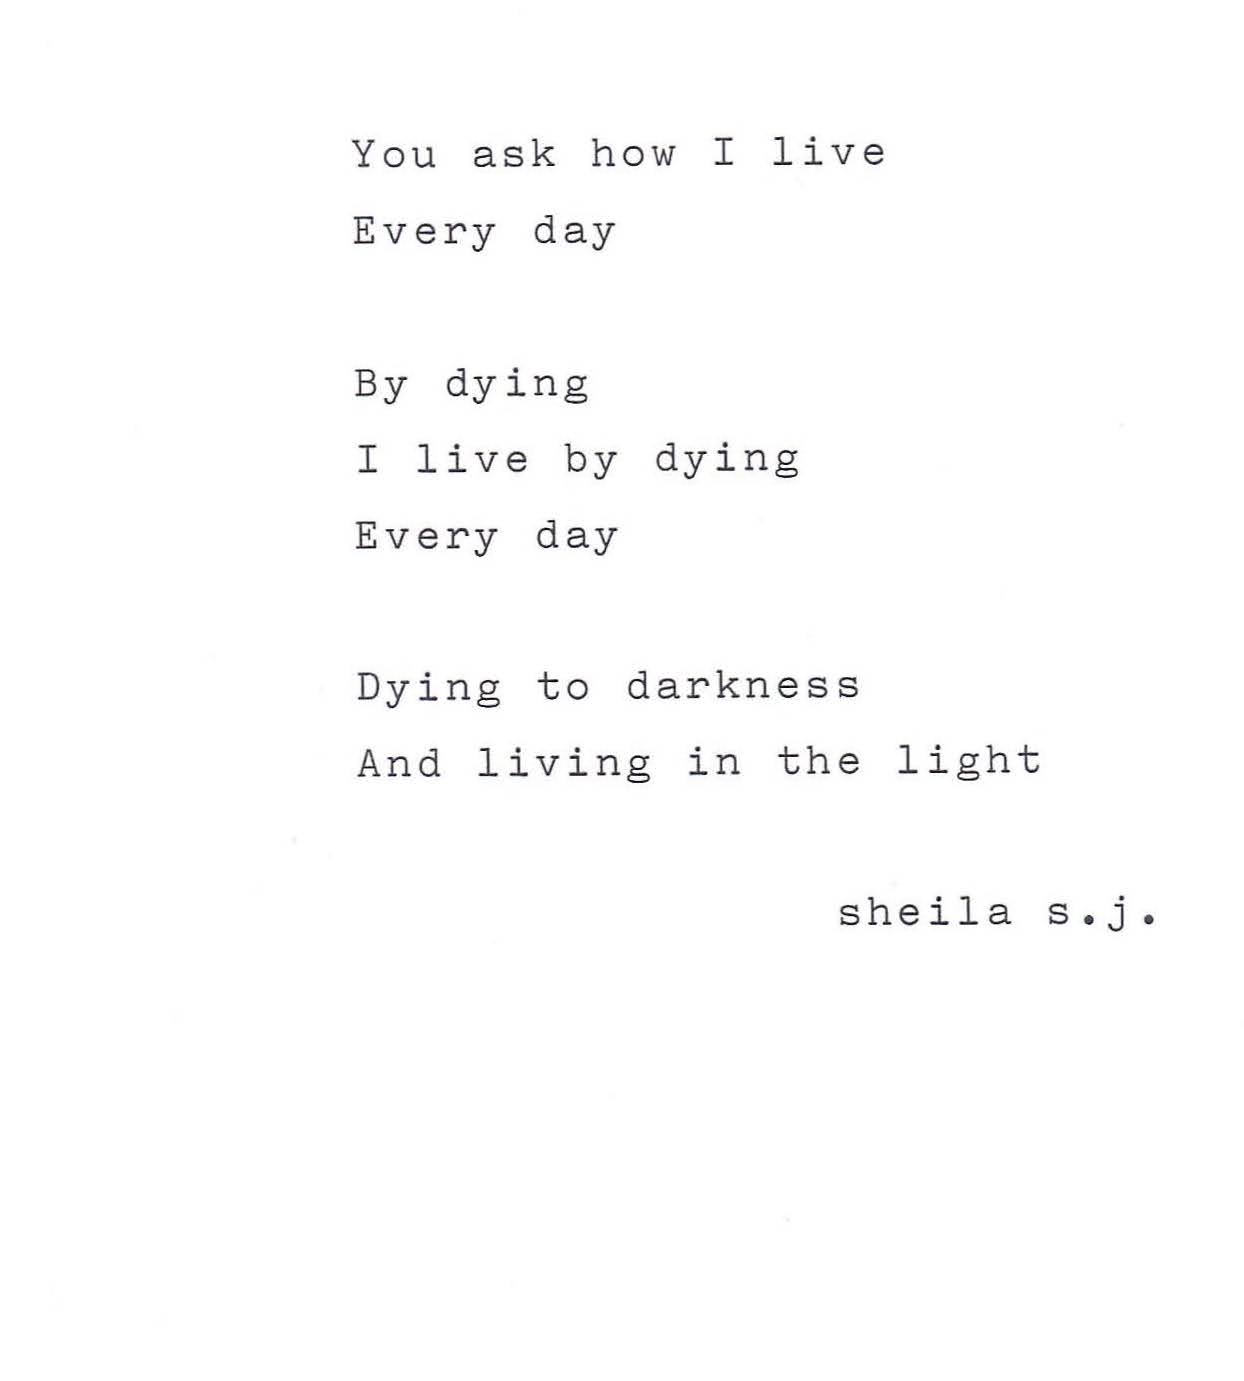 You ask how I live
Every day
By dying
I live by dying
Every day
Dying to darkness
And living in the light
sheila s.j.